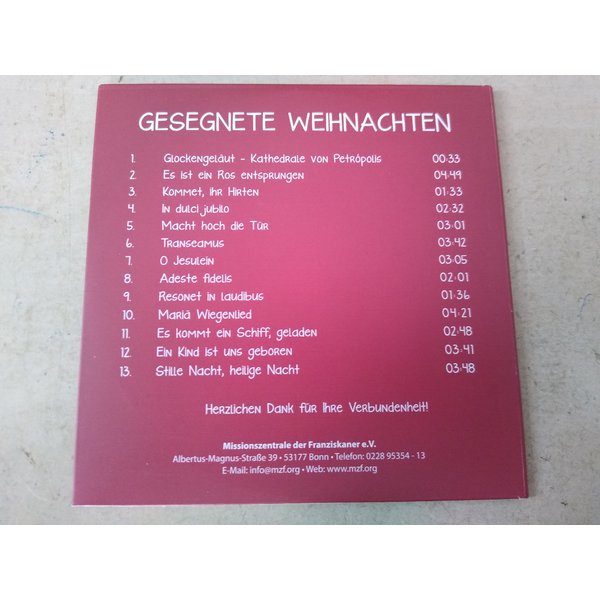 GESEGNETE WEIHNACHTEN
1. Glockengeläut - Kathedrale von Petrópolis 00:33
2. Es ist ein Ros entsprungen 04:49
3. Kommet, ihr Hirten 01:33
4. In dulci jubilo 02:32
5. Macht hoch die Tür 03:01
6. Transeamus 03:42
7. O Jesulein 03:05
8. Adeste fidelis 02:01
9. Resonet in laudibus 01:36
10. Mariä Wiegenlied 04:21
11. Es kommt ein Schiff, geladen 02:48
12. Ein Kind ist uns geboren 03:41
13. Stille Nacht, heilige Nacht 03:48
Herzlichen Dank für Ihre Verbundenheit!
Missionszentrale der Franziskaner e.V.
Albertus-Magnus-Straße 39 • 53177 Bonn • Telefon: 0228 95354 - 13
E-Mail: info@mzf.org • Web: www.mzf.org